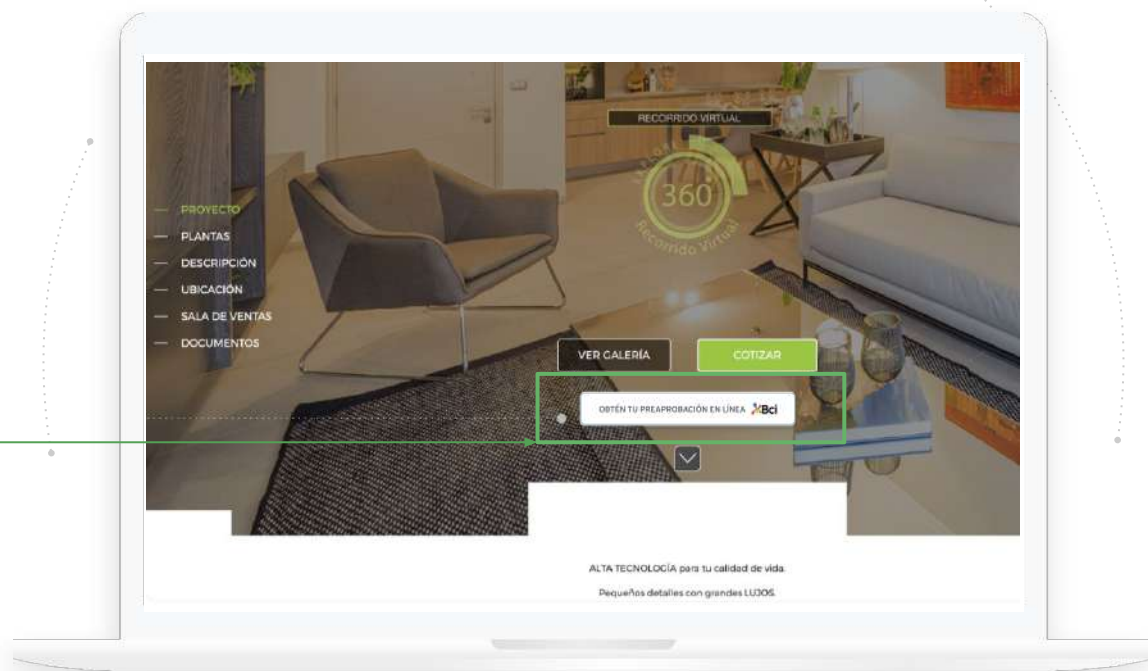 RECORRIDO VIRTUAL
EXPLORE
360
Recorrido Virtual
PROYECTO
PLANTAS
DESCRIPCIÓN
UBICACIÓN
SALA DE VENTAS
DOCUMENTOS
VER GALERÍA
COTIZAR
OBTÉN TU PREAPROBACIÓN EN LÍNEA Bci
ALTA TECNOLOGÍA para tu calidad de vida.
Pequeños detalles con grandes LUJOS.